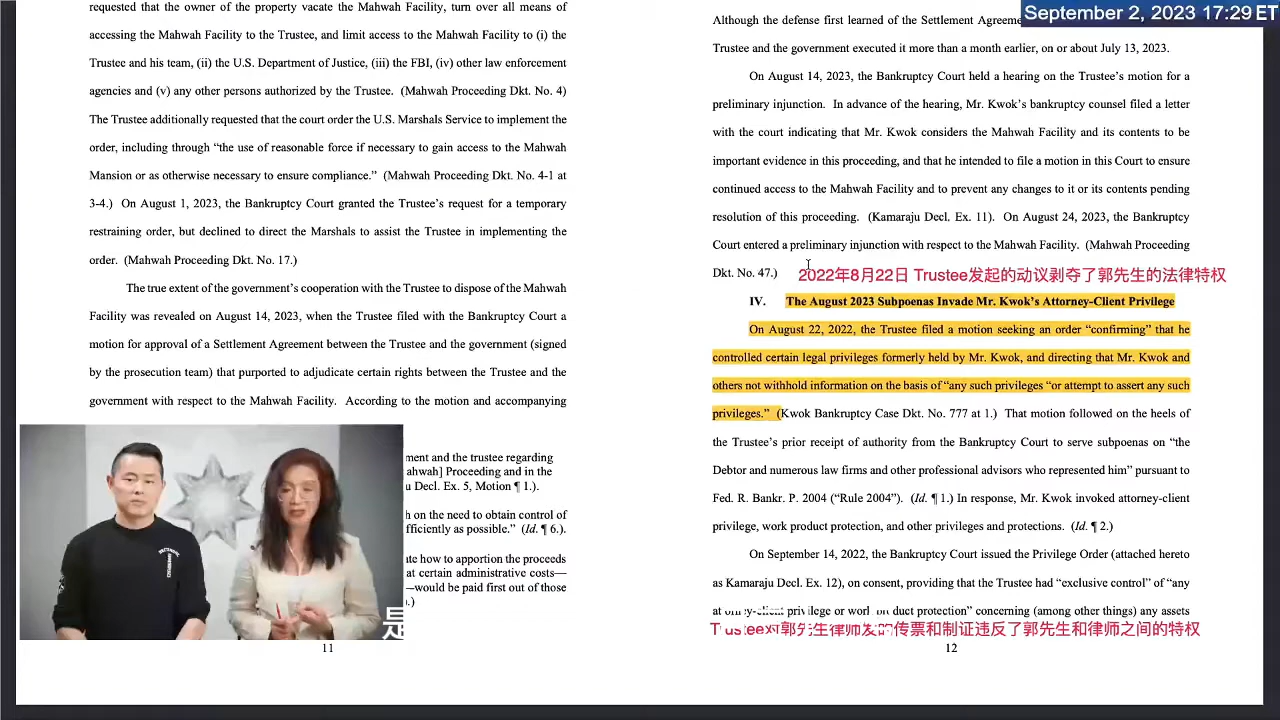 September 2, 2023 17:29 ET
requested that the owner of the property vacate the Mahwah Facility, turn over all means of
accessing the Mahwah Facility to the Trustee, and limit access to the Mahwah Facility to (i) the
Trustee and his team, (ii) the U.S. Department of Justice, (iii) the FBI, (iv) other law enforcement
agencies and (v) any other persons authorized by the Trustee. (Mahwah Proceeding Dkt. No. 4)
The Trustee additionally requested that the court order the U.S. Marshals Service to implement the
order, including through “the use of reasonable force if necessary to gain access to the Mahwah
Mansion or as otherwise necessary to ensure compliance.” (Mahwah Proceeding Dkt. No. 4-1 at
3-4.) On August 1, 2023, the Bankruptcy Court granted the Trustee’s request for a temporary
restraining order, but declined to direct the Marshals to assist the Trustee in implementing the
order. (Mahwah Proceeding Dkt. No. 17.)
The true extent of the government’s cooperation with the Trustee to dispose of the Mahwah
Facility was revealed on August 14, 2023, when the Trustee filed with the Bankruptcy Court a
motion for approval of a Settlement Agreement between the Trustee and the government (signed
by the prosecution team) that purported to adjudicate certain rights between the Trustee and the
government with respect to the Mahwah Facility. According to the motion and accompanying
ment and the trustee regarding
ahwah] Proceeding and in the
u Decl. Ex. 5, Motion ¶ 1.).
h on the need to obtain control of
fficiently as possible.” (Id. ¶ 6.).
ute how to apportion the proceeds
at certain administrative costs—
—would be paid first out of those
.)
是
11
Although the defense first learned of the Settlement Agreeme
Trustee and the government executed it more than a month earlier, on or about July 13, 2023.
On August 14, 2023, the Bankruptcy Court held a hearing on the Trustee’s motion for a
preliminary injunction. In advance of the hearing, Mr. Kwok’s bankruptcy counsel filed a letter
with the court indicating that Mr. Kwok considers the Mahwah Facility and its contents to be
important evidence in this proceeding, and that he intended to file a motion in this Court to ensure
continued access to the Mahwah Facility and to prevent any changes to it or its contents pending
resolution of this proceeding. (Kamaraju Decl. Ex. 11). On August 24, 2023, the Bankruptcy
Court entered a preliminary injunction with respect to the Mahwah Facility. (Mahwah Proceeding
Dkt. No. 47.)
2022年8月22日 Trustee发起的动议剥夺了郭先生的法律特权
IV. The August 2023 Subpoenas Invade Mr. Kwok’s Attorney-Client Privilege
On August 22, 2022, the Trustee filed a motion seeking an order “confirming” that he
controlled certain legal privileges formerly held by Mr. Kwok, and directing that Mr. Kwok and
others not withhold information on the basis of “any such privileges “or attempt to assert any such
privileges.” (Kwok Bankruptcy Case Dkt. No. 777 at 1.) That motion followed on the heels of
the Trustee’s prior receipt of authority from the Bankruptcy Court to serve subpoenas on “the
Debtor and numerous law firms and other professional advisors who represented him” pursuant to
Fed. R. Bankr. P. 2004 (“Rule 2004”). (Id. ¶ 1.) In response, Mr. Kwok invoked attorney-client
privilege, work product protection, and other privileges and protections. (Id. ¶ 2.)
On September 14, 2022, the Bankruptcy Court issued the Privilege Order (attached hereto
as Kamaraju Decl. Ex. 12), on consent, providing that the Trustee had “exclusive control” of “any
privilege or work product protection” concerning (among other things) any assets
Trustee对郭先生律师发的传票和制证违反了郭先生和律师之间的特权
12